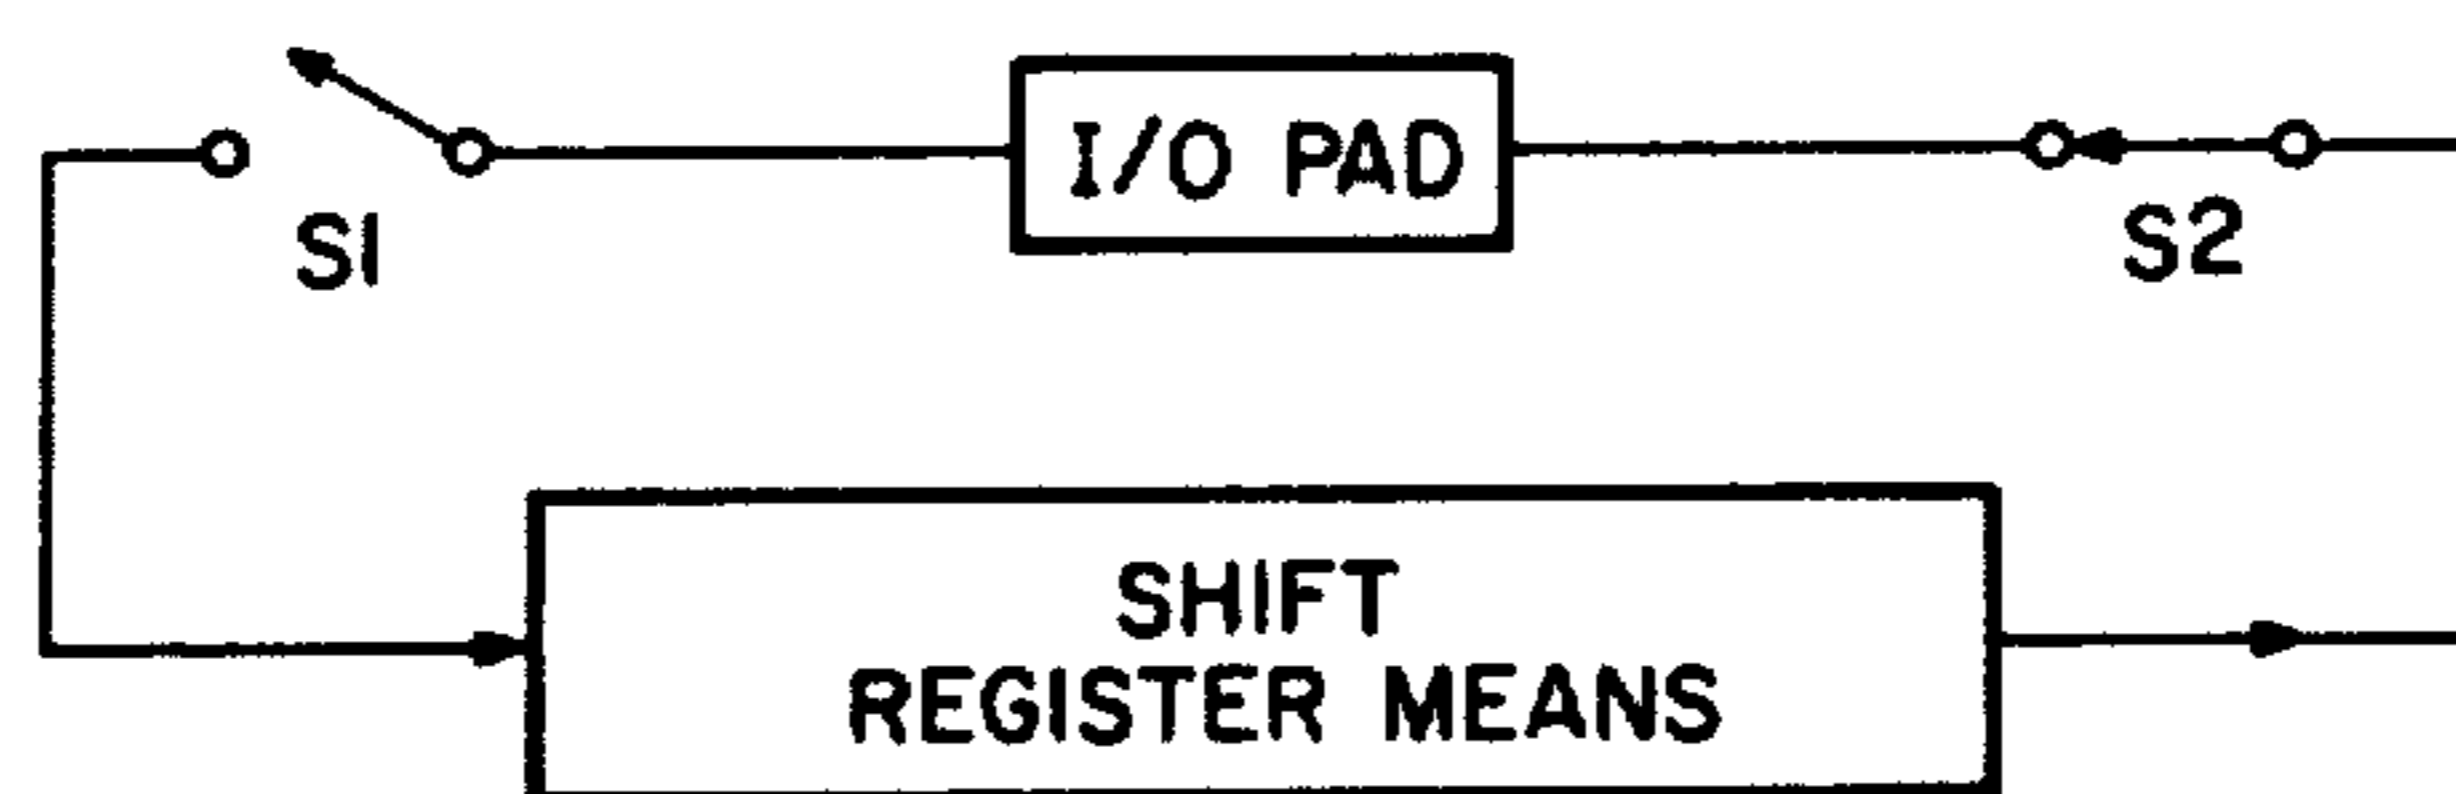 I/O PAD
S1
S2
SHIFT
REGISTER MEANS